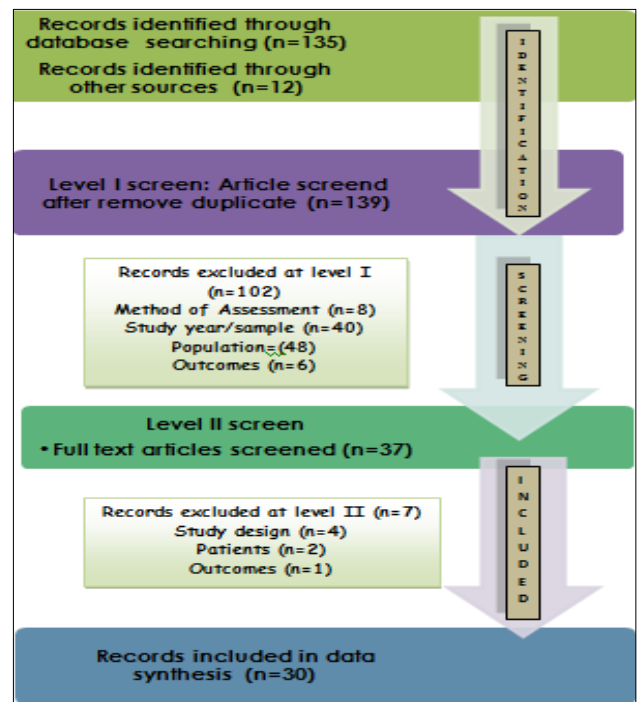 Records identified through
database searching (n=135)
Records identified through
other sources (n=12)
IDENTIFICATION
Level I screen: Article screend
after remove duplicate (n=139)
Records excluded at level I
(n=102)
Method of Assessment (n=8)
Study year/sample (n=40)
Population=(48)
Outcomes (n=6)
SCREENING
Level II screen
• Full text articles screened (n=37)
Records excluded at level II (n=7)
Study design (n=4)
Patients (n=2)
Outcomes (n=1)
INCLUDED
Records included in data
synthesis (n=30)